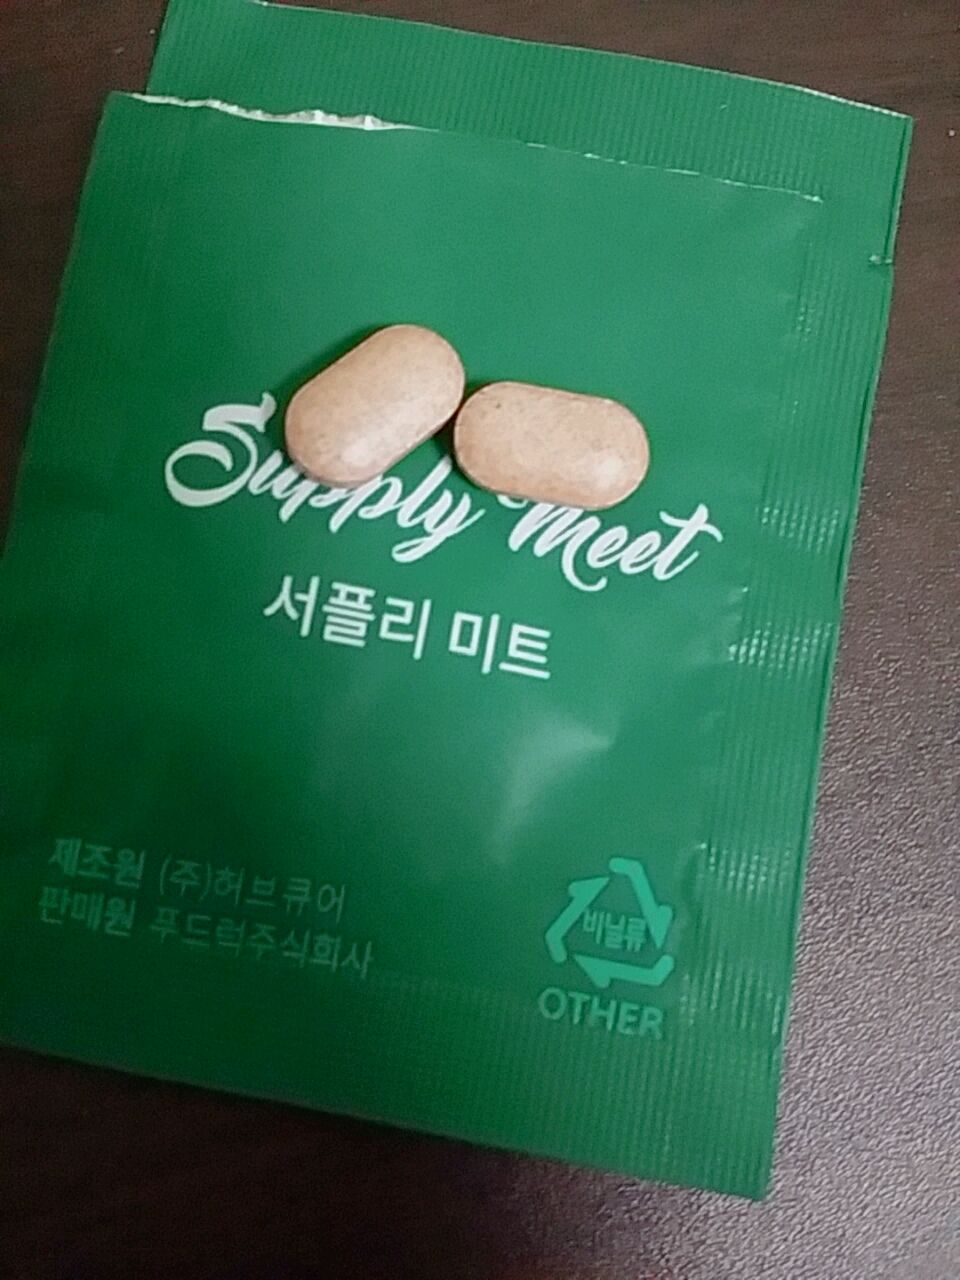 Supply Meet
서플리 미트
제조원 (주)허브큐어
판매원 푸드럭주식회사
비닐류
OTHER